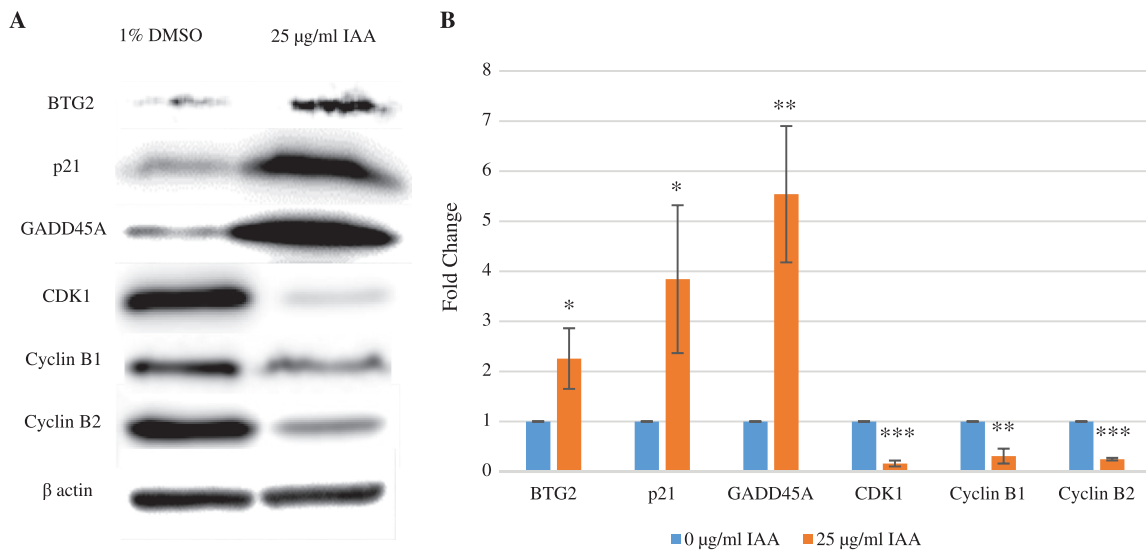 A
1% DMSO 25 µg/ml IAA
BTG2
p21
GADD45A
CDK1
Cyclin B1
Cyclin B2
β actin
B
Fold Change
8
7
6
5
4
3
2
1
0
*
*
**
***
**
***
BTG2 p21 GADD45A CDK1 Cyclin B1 Cyclin B2
0 µg/ml IAA 25 µg/ml IAA